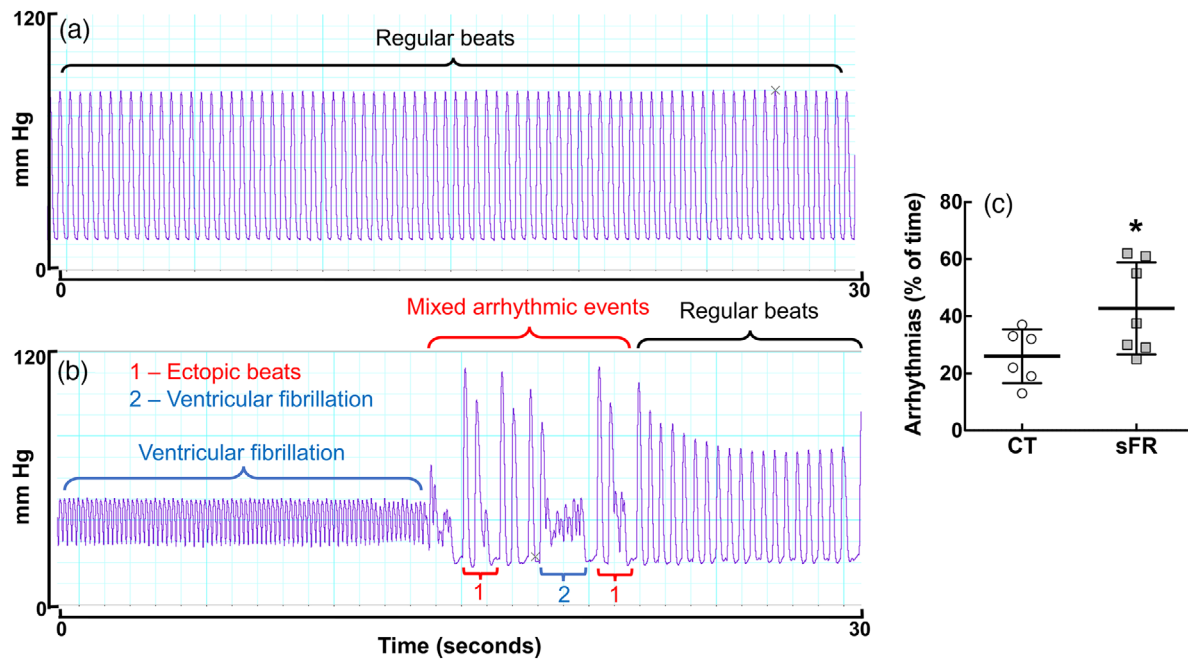 120
(a)
Regular beats
mm Hg
0
0
30
Mixed arrhythmic events
Regular beats
120
(b)
1 – Ectopic beats
2 – Ventricular fibrillation
Ventricular fibrillation
mm Hg
1
2
1
0
0
30
Time (seconds)
(c)
Arrhythmias (% of time)
80
60
40
20
0
*
CT
sFR